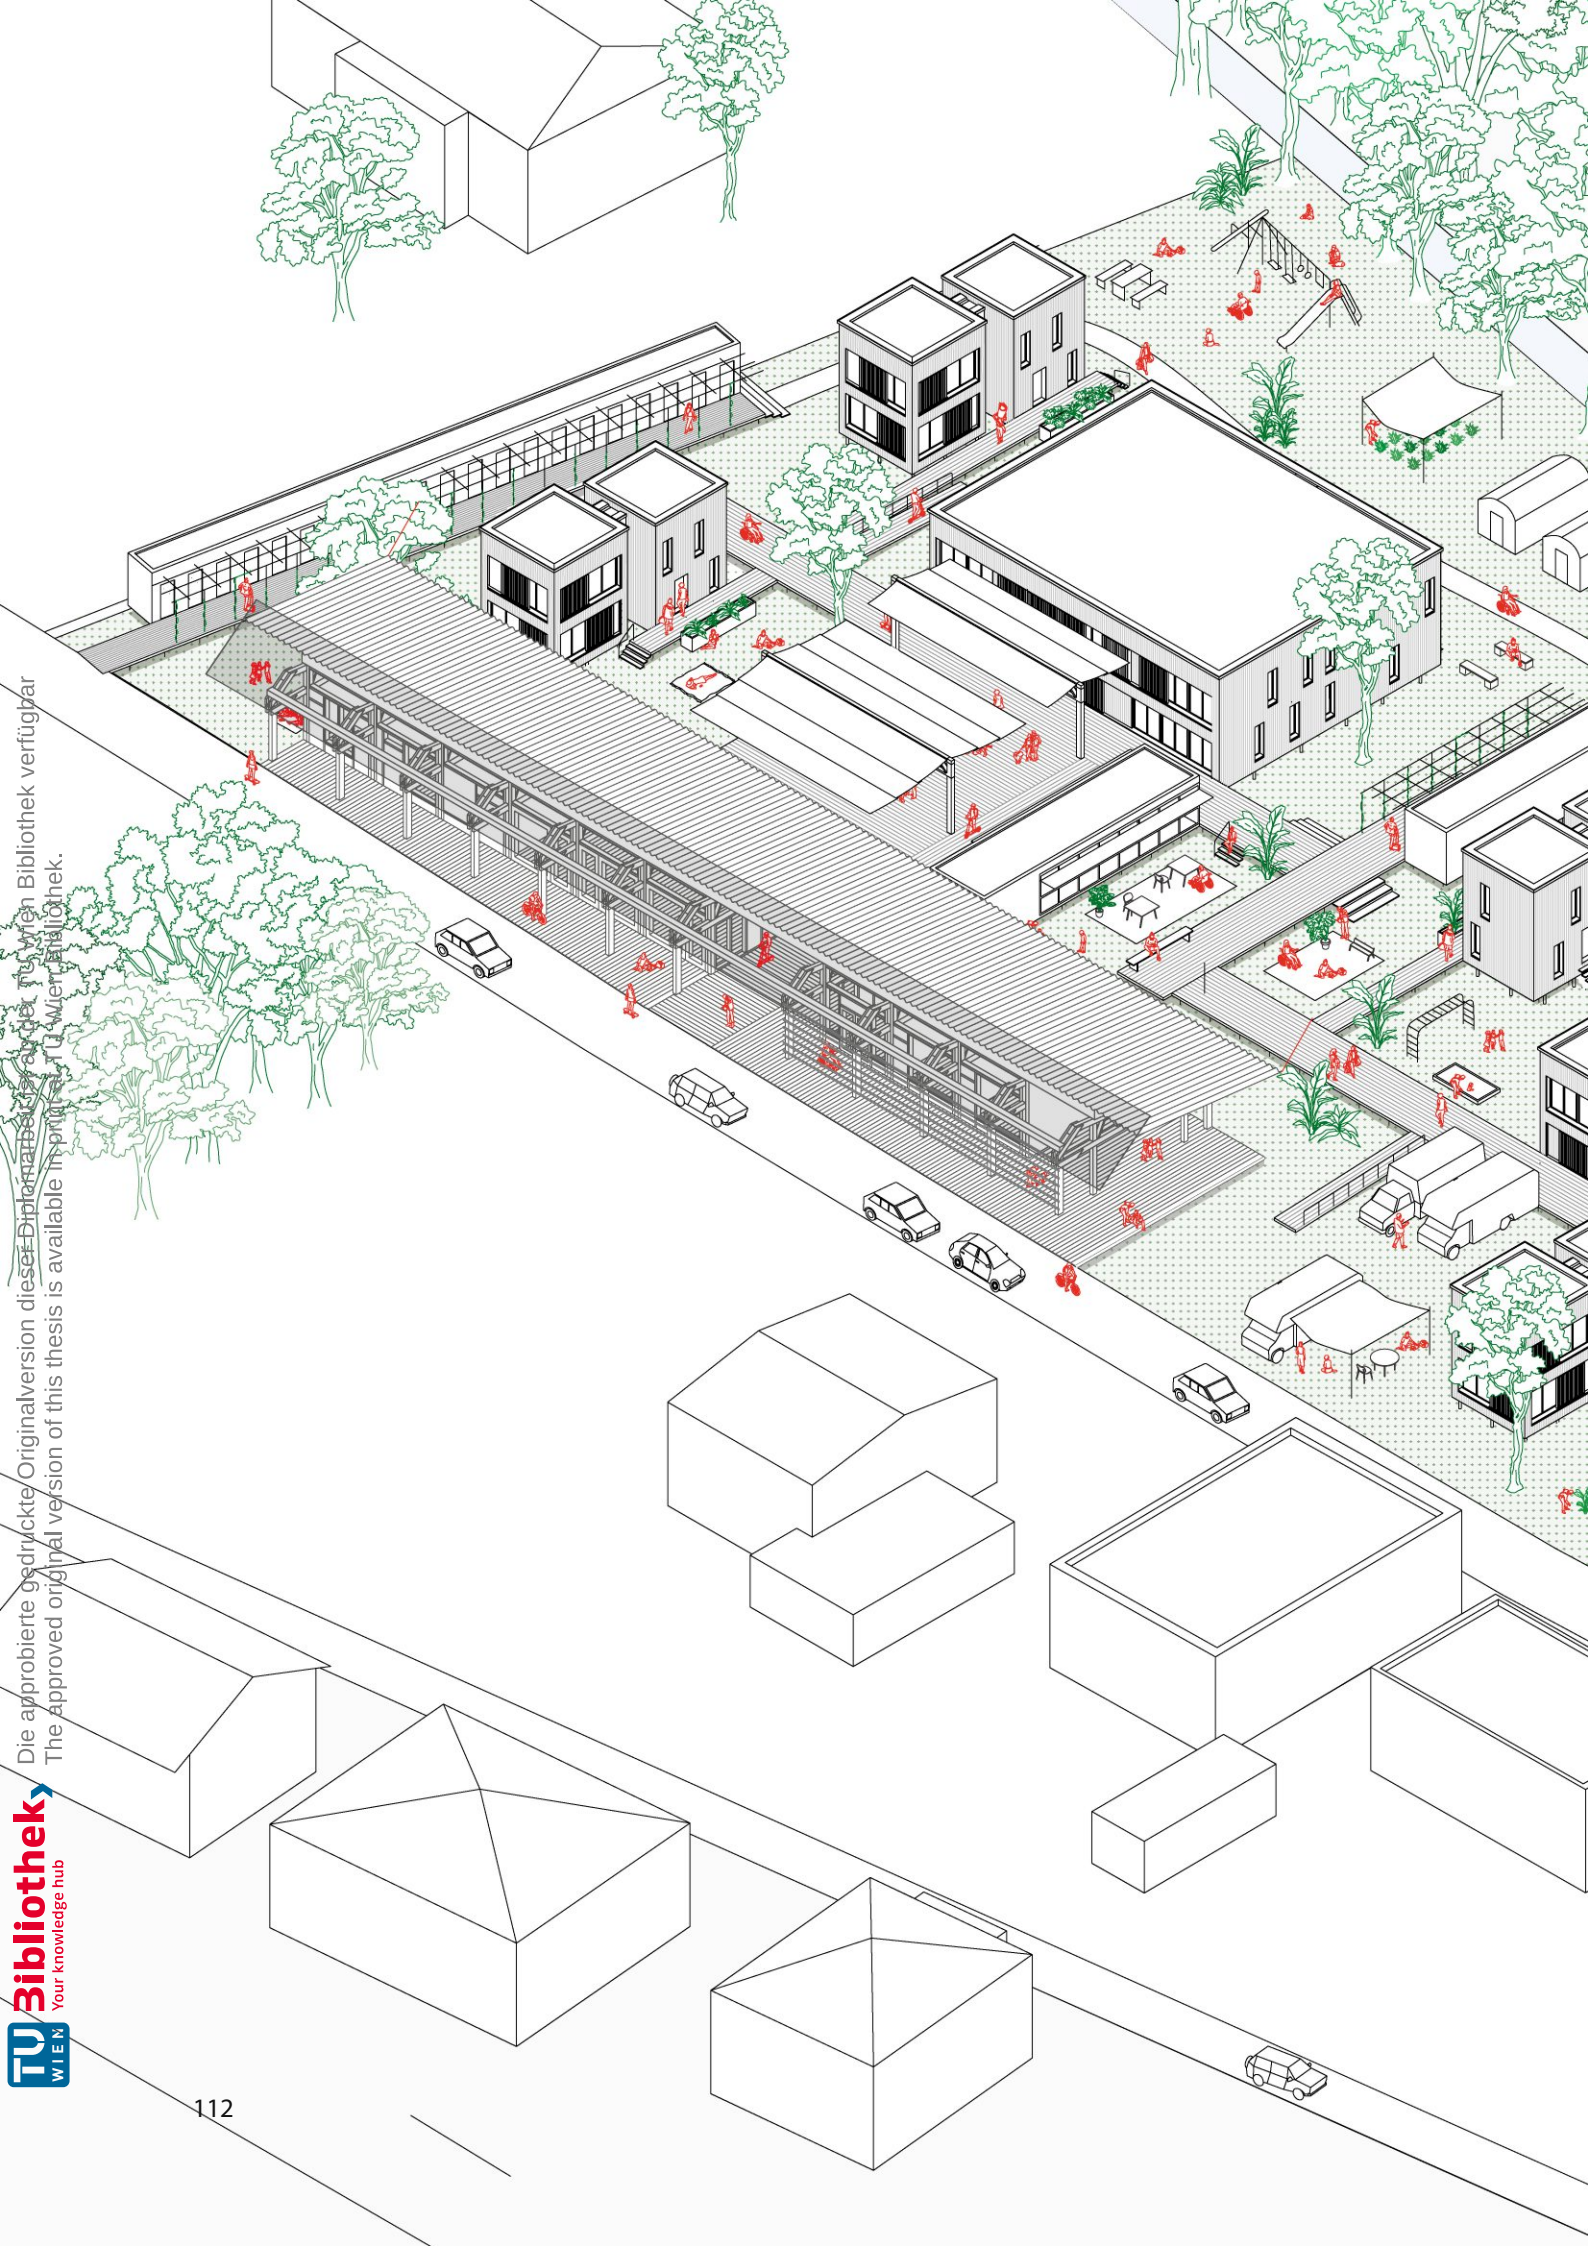 Die approbierte gedruckte Originalversion dieser Diplomarbeit ist an der TU Wien Bibliothek verfügbar
The approved original version of this thesis is available in print at TU Wien Bibliothek.
TU Bibliothek
WIEN Your knowledge hub
112